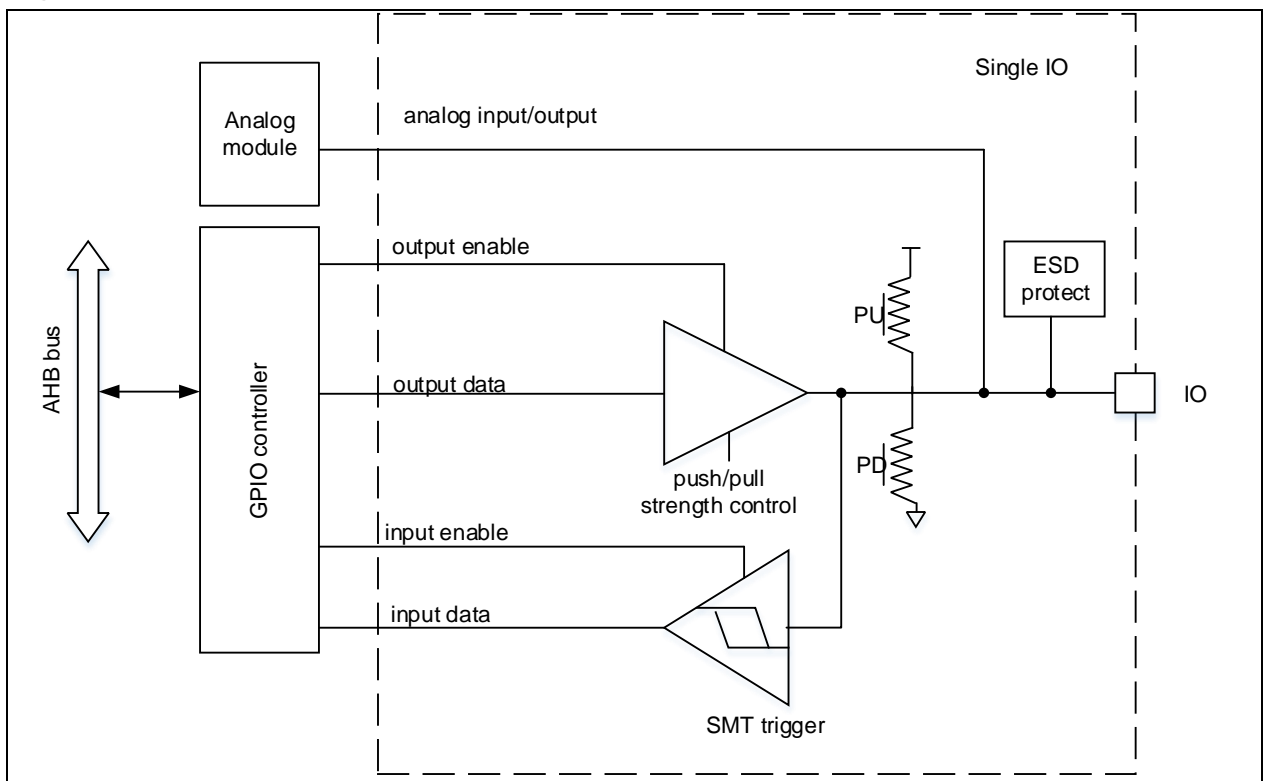 Single IO
Analog
module
analog input/output
output enable
ESD
protect
PU
AHB bus
GPIO controller
output data
IO
PD
push/pull
strength control
input enable
input data
SMT trigger